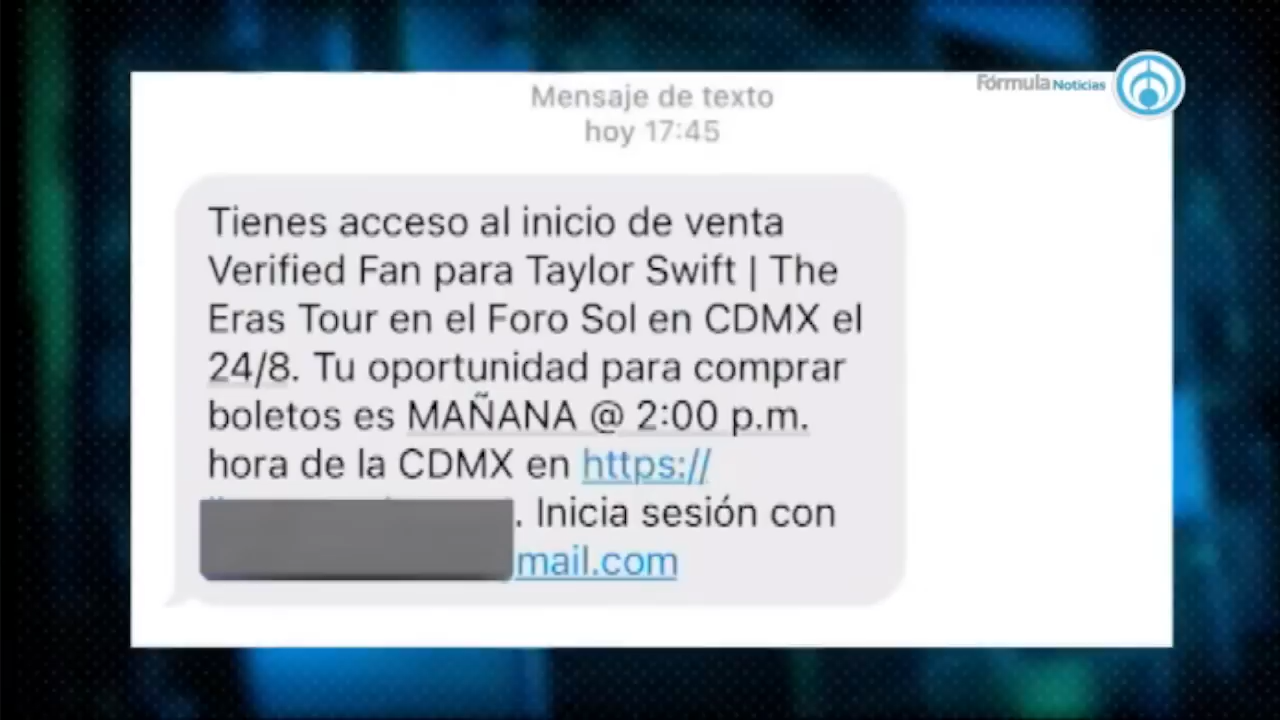 Fórmula Noticias
Mensaje de texto
hoy 17:45
Tienes acceso al inicio de venta
Verified Fan para Taylor Swift | The
Eras Tour en el Foro Sol en CDMX el
24/8. Tu oportunidad para comprar
boletos es MAÑANA @ 2:00 p.m.
hora de la CDMX en https://
. Inicia sesión con
mail.com